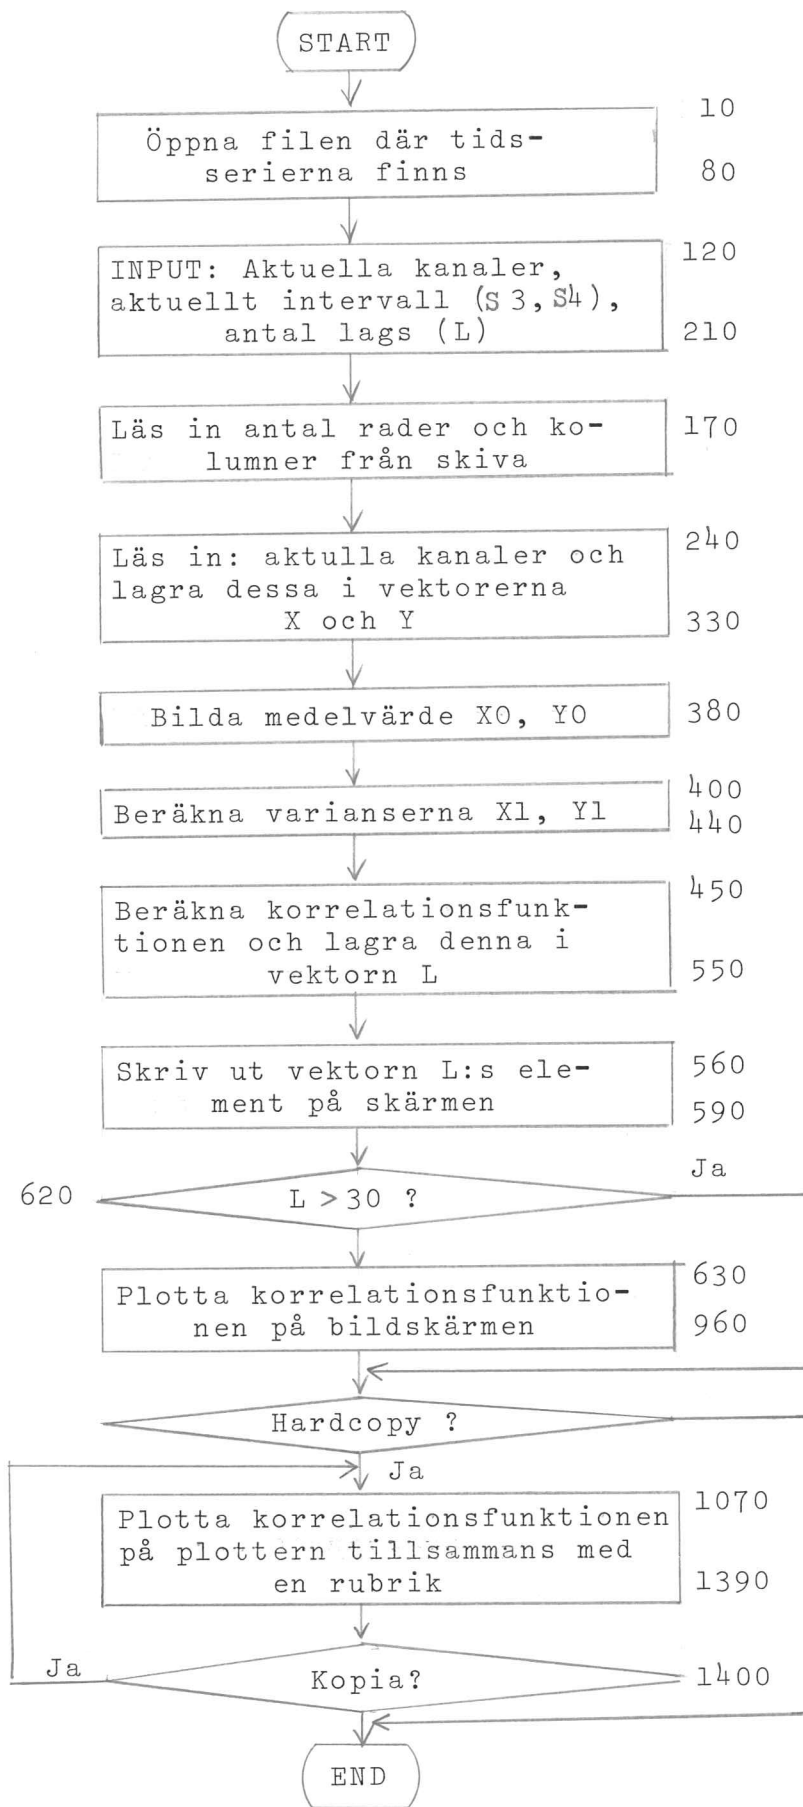 START
10
Öppna filen där tids-
serierna finns
80
120
INPUT: Aktuella kanaler,
aktuellt intervall (S3,S4),
antal lags (L)
210
Läs in antal rader och ko-
lumner från skiva
170
240
Läs in: aktulla kanaler och
lagra dessa i vektorerna
X och Y
330
Bilda medelvärde X0, Y0
380
400
Beräkna varianserna X1, Y1
440
450
Beräkna korrelationsfunk-
tionen och lagra denna i
vektorn L
550
560
Skriv ut vektorn L:s ele-
ment på skärmen
590
Ja
620
L > 30 ?
630
Plotta korrelationsfunktio-
nen på bildskärmen
960
Hardcopy ?
Ja
1070
Plotta korrelationsfunktionen
på plottern tillsammans med
en rubrik
1390
Ja
Kopia?
1400
END